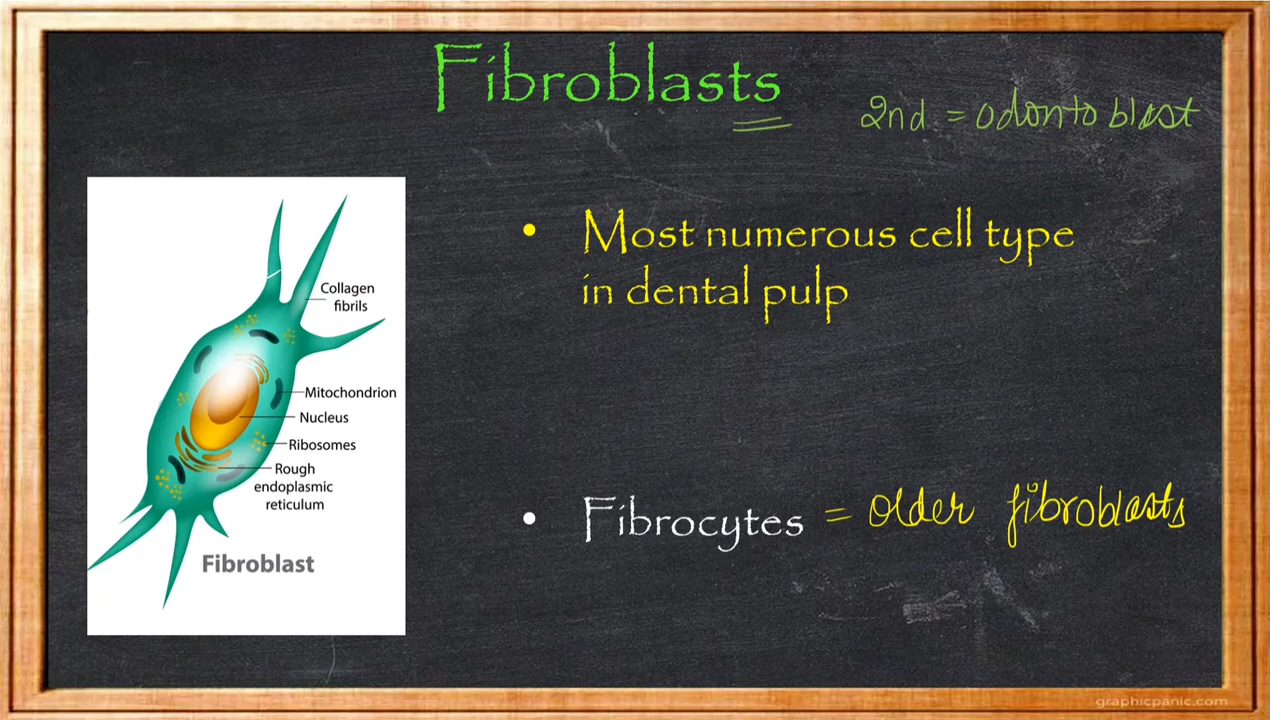 Fibroblasts
2nd = odontoblast
• Most numerous cell type
in dental pulp
Collagen
fibrils
Mitochondrion
Nucleus
Ribosomes
Rough
endoplasmic
reticulum
Fibroblast
• Fibrocytes = older fibroblasts
graphicpanic.com